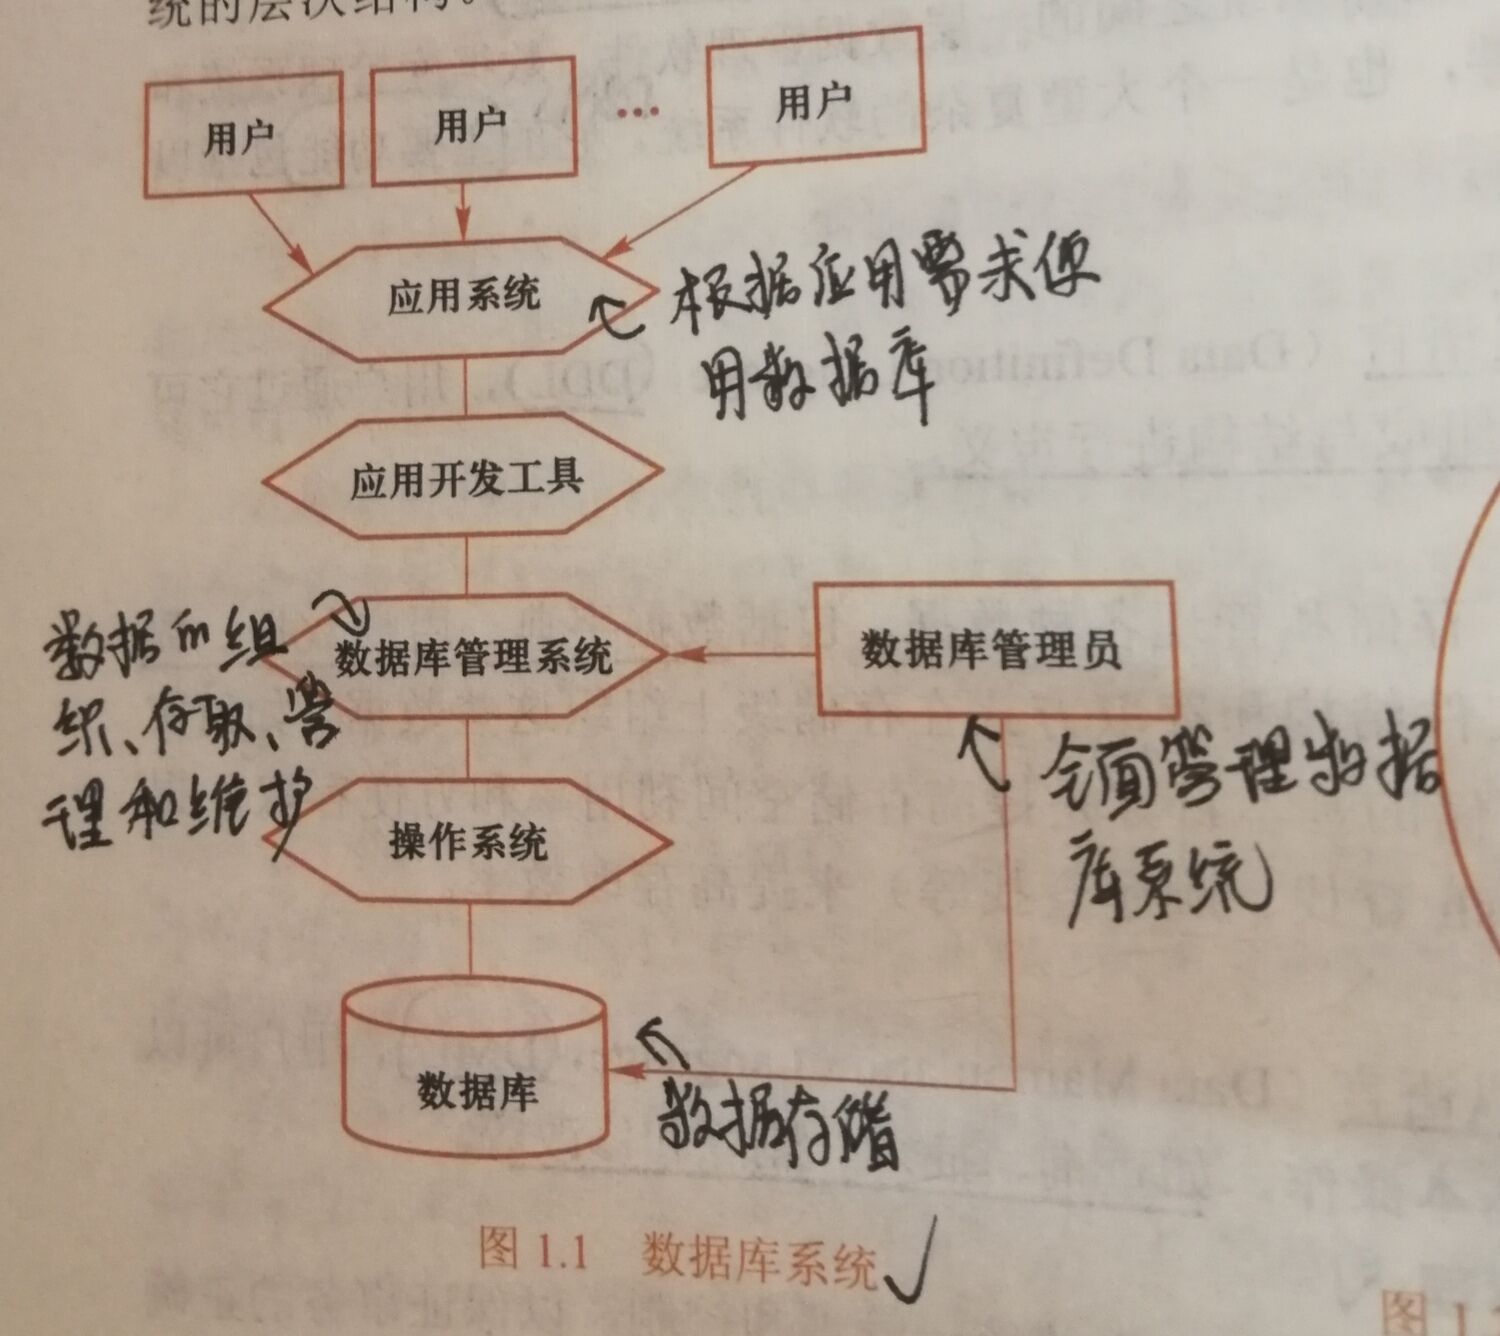 统的层次结构。
用户
用户
…
用户
应用系统
根据应用需求使
用数据库
应用开发工具
数据库管理系统
数据的组
织、存取、管
理和维护
数据库管理员
全面管理数据
库系统
操作系统
数据库
数据存储
图 1.1 数据库系统
图 1